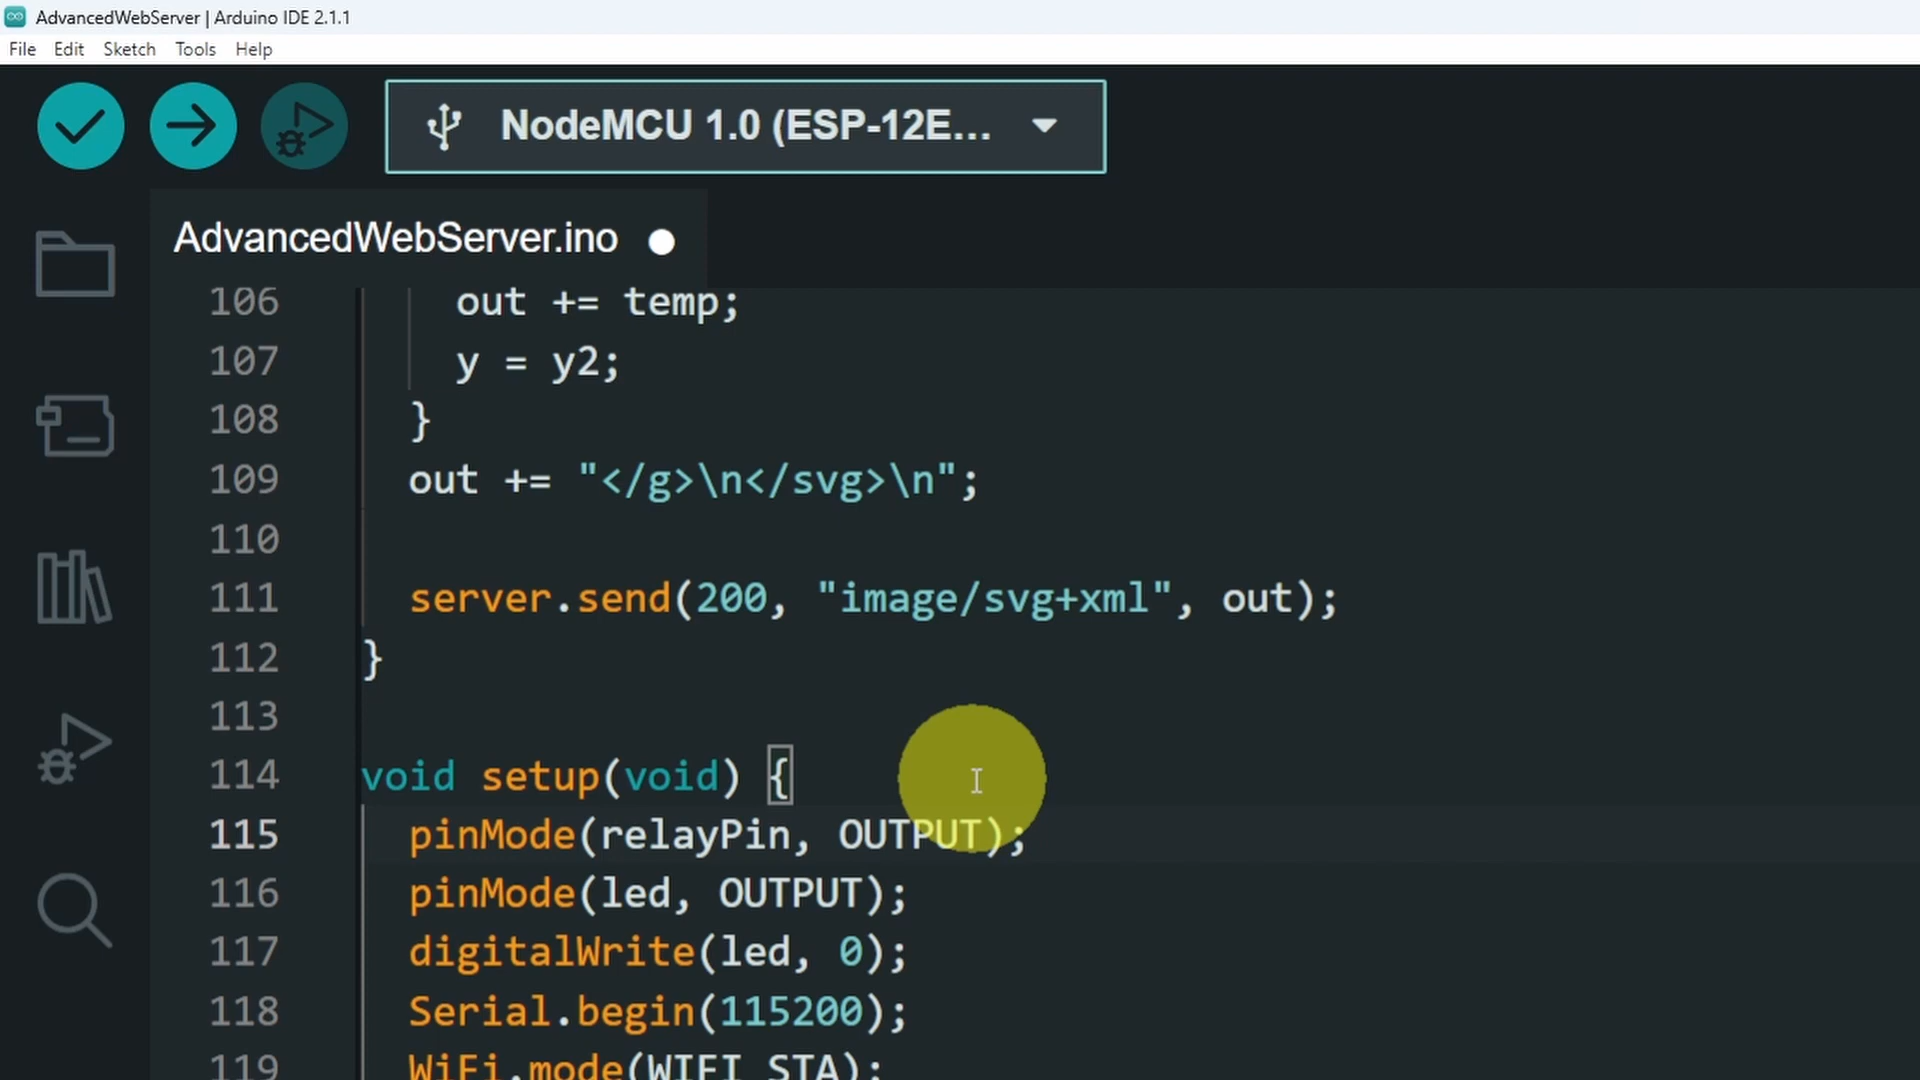 AdvancedWebServer | Arduino IDE 2.1.1
File Edit Sketch Tools Help
NodeMCU 1.0 (ESP-12E...
AdvancedWebServer.ino
106 out += temp;
107 y = y2;
108 }
109 out += "</g>\n</svg>\n";
110
111 server.send(200, "image/svg+xml", out);
112 }
113
114 void setup(void) {
115 pinMode(relayPin, OUTPUT);
116 pinMode(led, OUTPUT);
117 digitalWrite(led, 0);
118 Serial.begin(115200);
119 WiFi.mode(WIFI_STA);